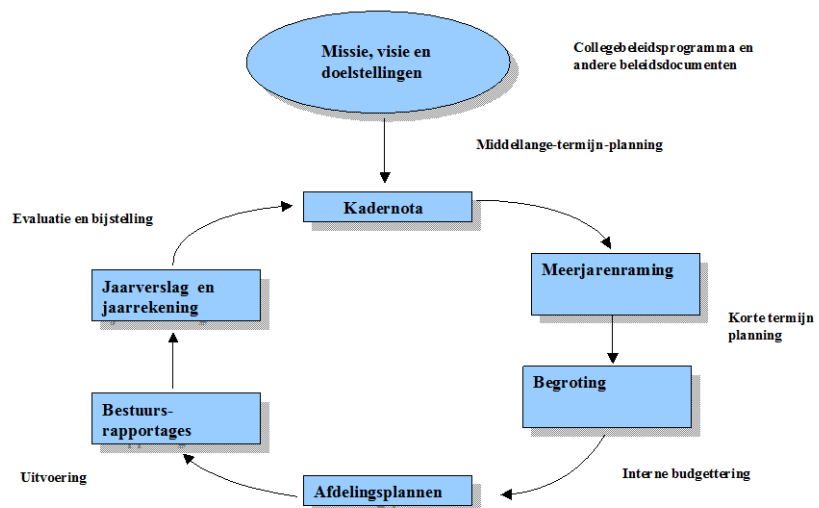 Missie, visie en
doelstellingen
Collegebeleidsprogramma en
andere beleidsdocumenten
Middellange-termijn-planning
Kadernota
Evaluatie en bijstelling
Meerjarenraming
Jaarverslag en
jaarrekening
Korte termijn
planning
Begroting
Bestuurs-
rapportages
Interne budgettering
Uitvoering
Afdelingsplannen